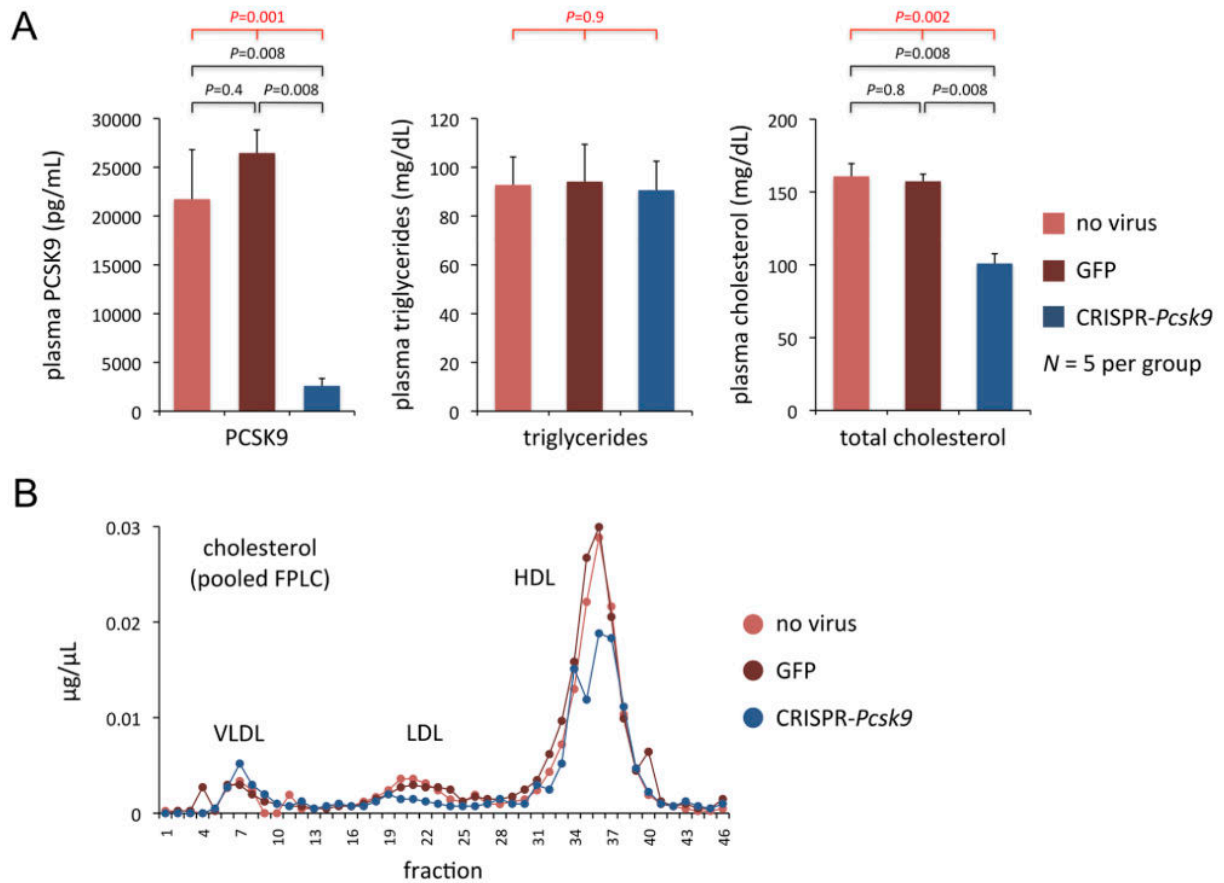 A
P=0.001
P=0.008
P=0.4
P=0.008
plasma PCSK9 (pg/mL)
30000
25000
20000
15000
10000
5000
0
PCSK9
P=0.9
plasma triglycerides (mg/dL)
120
100
80
60
40
20
0
triglycerides
P=0.002
P=0.008
P=0.8
P=0.008
plasma cholesterol (mg/dL)
200
150
100
50
0
total cholesterol
no virus
GFP
CRISPR-Pcsk9
N = 5 per group
B
cholesterol
(pooled FPLC)
µg/µL
0.03
0.02
0.01
0
VLDL
LDL
HDL
1 4 7 10 13 16 19 22 25 28 31 34 37 40 43 46
fraction
no virus
GFP
CRISPR-Pcsk9